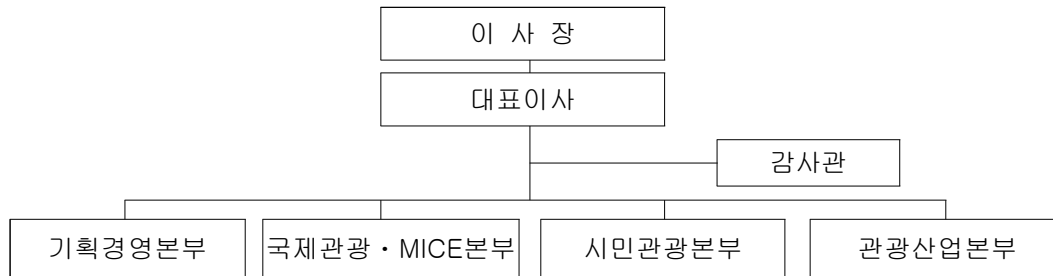 이 사 장
대표이사
감사관
기획경영본부
국제관광・MICE본부
시민관광본부
관광산업본부